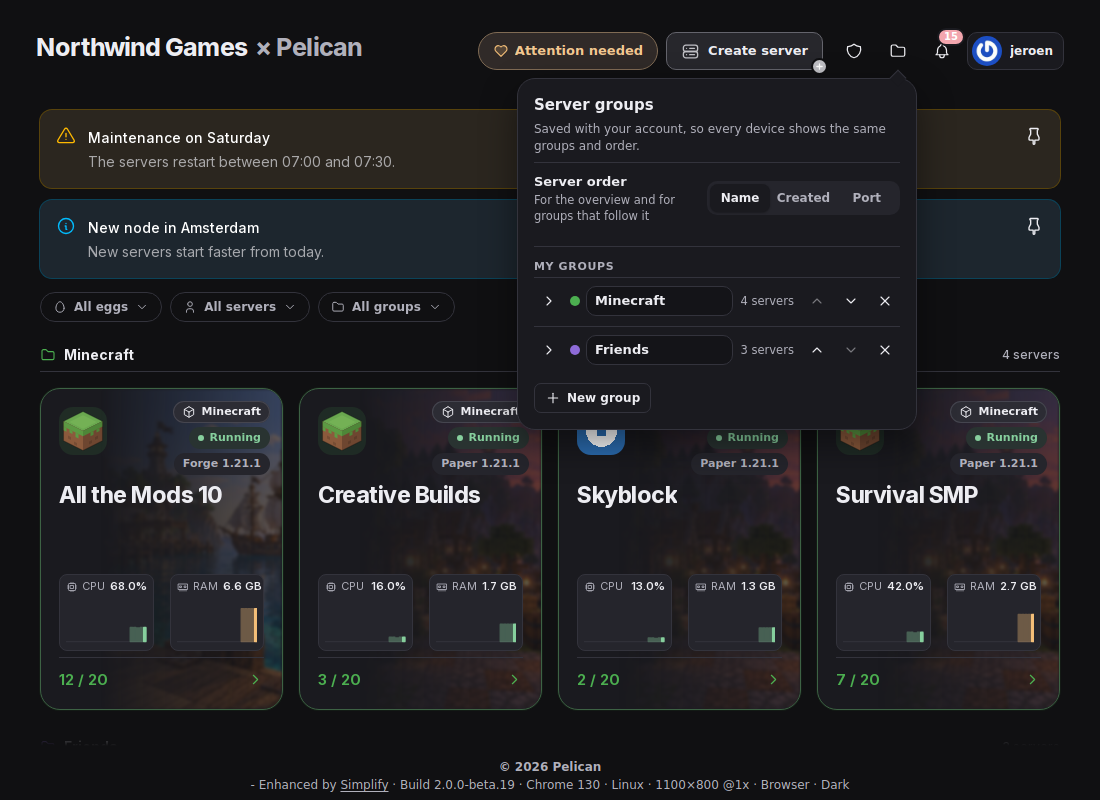 Northwind Games × Pelican
Attention needed
Create server
15
jeroen
Maintenance on Saturday
The servers restart between 07:00 and 07:30.
New node in Amsterdam
New servers start faster from today.
Server groups
Saved with your account, so every device shows the same
groups and order.
Server order
For the overview and for
groups that follow it
Name Created Port
MY GROUPS
Minecraft 4 servers
Friends 3 servers
New group
All eggs
All servers
All groups
Minecraft
4 servers
Minecraft
Running
Forge 1.21.1
All the Mods 10
CPU 68.0%
RAM 6.6 GB
12 / 20
Minecraft
Running
Paper 1.21.1
Creative Builds
CPU 16.0%
RAM 1.7 GB
3 / 20
Running
Paper 1.21.1
Skyblock
CPU 13.0%
RAM 1.3 GB
2 / 20
Minecraft
Running
Paper 1.21.1
Survival SMP
CPU 42.0%
RAM 2.7 GB
7 / 20
Friends
© 2026 Pelican
- Enhanced by Simplify · Build 2.0.0-beta.19 · Chrome 130 · Linux · 1100×800 @1x · Browser · Dark